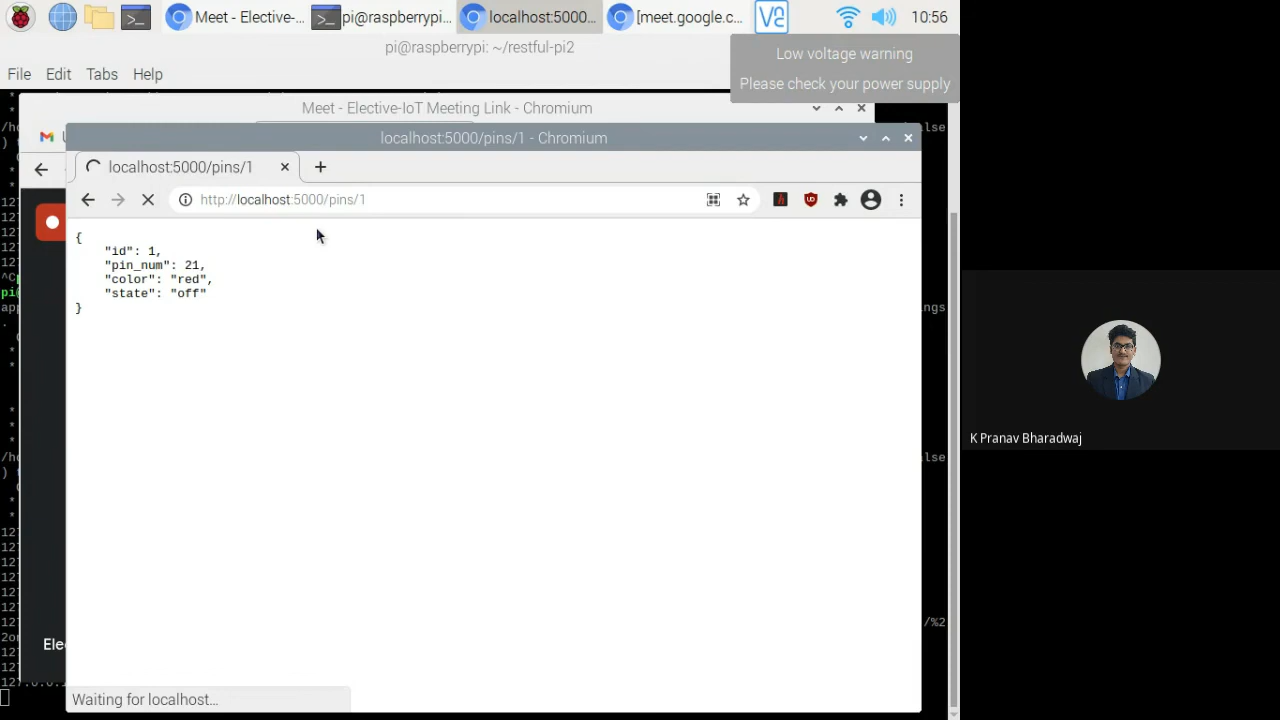 Meet - Elective-...
pi@raspberrypi...
localhost:5000...
[meet.google.c...
V2
10:56
pi@raspberrypi: ~/restful-pi2
Low voltage warning
Please check your power supply
File Edit Tabs Help
Meet - Elective-IoT Meeting Link - Chromium
localhost:5000/pins/1 - Chromium
localhost:5000/pins/1
http://localhost:5000/pins/1
{
"id": 1,
"pin_num": 21,
"color": "red",
"state": "off"
}
K Pranav Bharadwaj
Elec
Waiting for localhost...